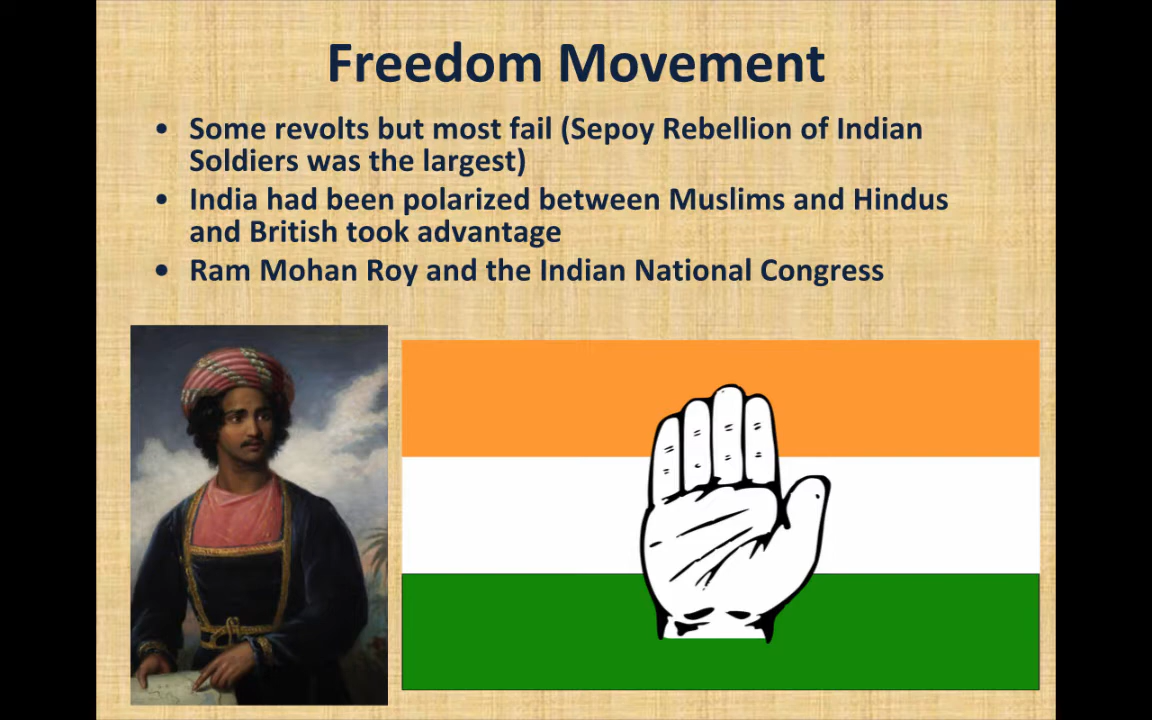 Freedom Movement
• Some revolts but most fail (Sepoy Rebellion of Indian
Soldiers was the largest)
• India had been polarized between Muslims and Hindus
and British took advantage
• Ram Mohan Roy and the Indian National Congress